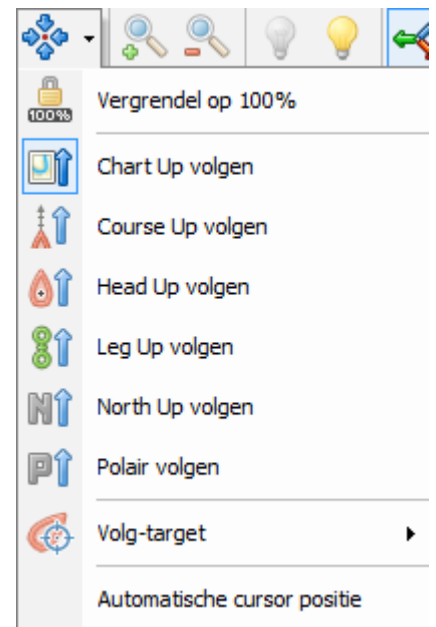 100%
Vergrendel op 100%
Chart Up volgen
Course Up volgen
Head Up volgen
Leg Up volgen
N
North Up volgen
P
Polair volgen
Volg-target
Automatische cursor positie